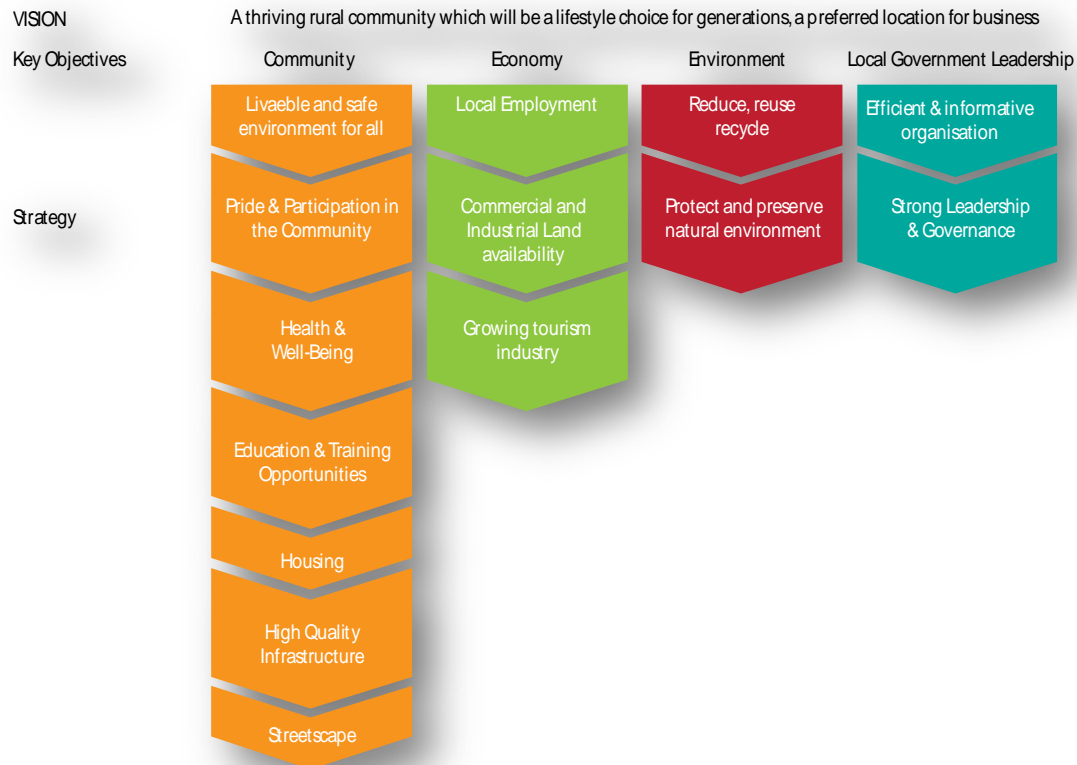 VISION
A thriving rural community which will be a lifestyle choice for generations, a preferred location for business
Key Objectives
Community
Economy
Environment
Local Government Leadership
Strategy
Livaeble and safe
environment for all
Pride & Participation in
the Community
Health &
Well-Being
Education & Training
Opportunities
Housing
High Quality
Infrastructure
Streetscape
Local Employment
Commercial and
Industrial Land
availability
Growing tourism
industry
Reduce, reuse
recycle
Protect and preserve
natural environment
Efficient & informative
organisation
Strong Leadership
& Governance